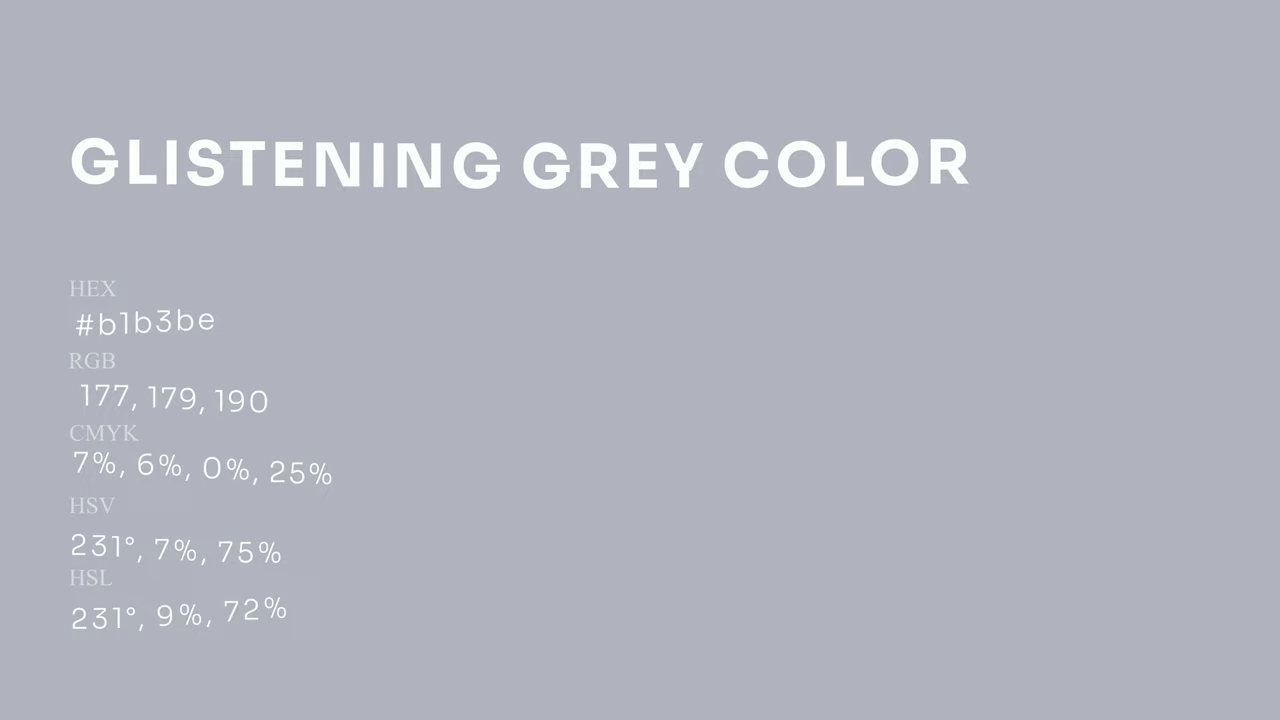 GLISTENING GREY COLOR
HEX
#b1b3be
RGB
177, 179, 190
CMYK
7%, 6%, 0%, 25%
HSV
231°, 7%, 75%
HSL
231°, 9%, 72%